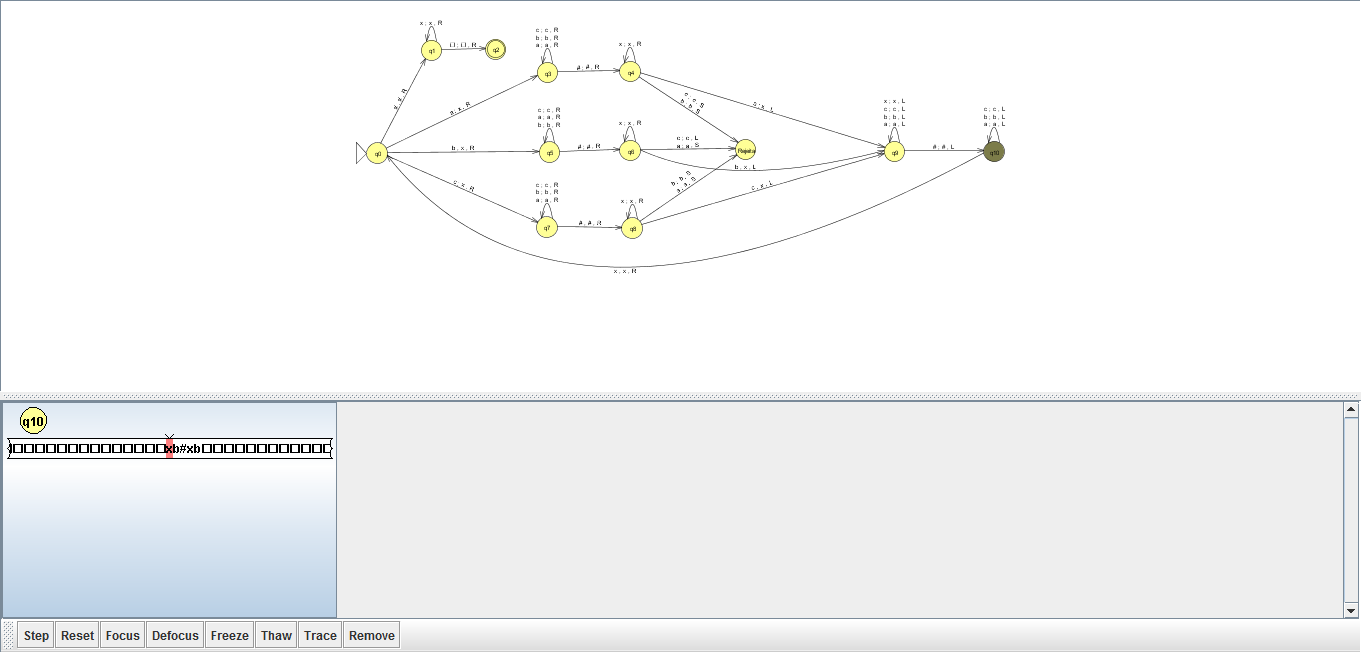 x ; x , R
q1
□ ; □ , R
q2
c ; c , R
b ; b , R
a ; a , R
q3
# ; # , R
x ; x , R
q4
a ; x , R
c ; x , L
q0
b ; x , R
c ; c , R
a ; a , R
b ; b , R
q5
# ; # , R
x ; x , R
q6
c ; c , L
a ; a , S
Rejeita
b ; x , L
x ; x , L
c ; c , L
b ; b , L
a ; a , L
q9
# ; # , L
c ; c , L
b ; b , L
a ; a , L
q10
c ; x , R
c ; c , R
b ; b , R
a ; a , R
q7
# ; # , R
x ; x , R
q8
c ; x , L
x ; x , R
q10
xb#xb
Step Reset Focus Defocus Freeze Thaw Trace Remove